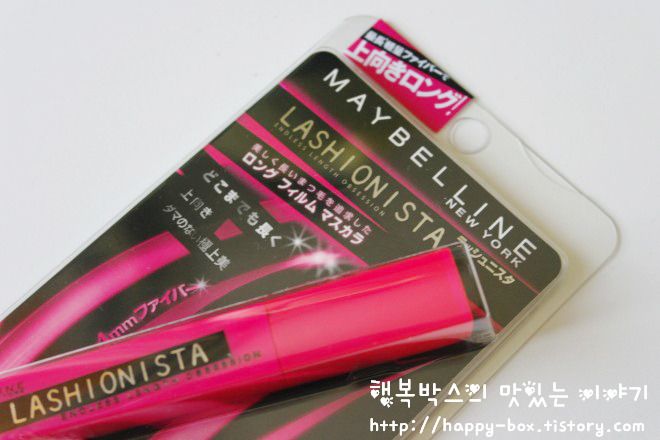 最長軽量ファイバーで
上向きロング!
MAYBELLINE
NEW YORK
LASHIONISTA
ENDLESS LENGTH OBSESSION
ラッシュニスタ
美しく長いまつ毛を追求した
ロング フィルム マスカラ
どこまでも長く
上向き
ダマのない極上美
4mmファイバー
LASHIONISTA
ENDLESS LENGTH OBSESSION
행복박스의 맛있는 이야기
http://happy-box.tistory.com